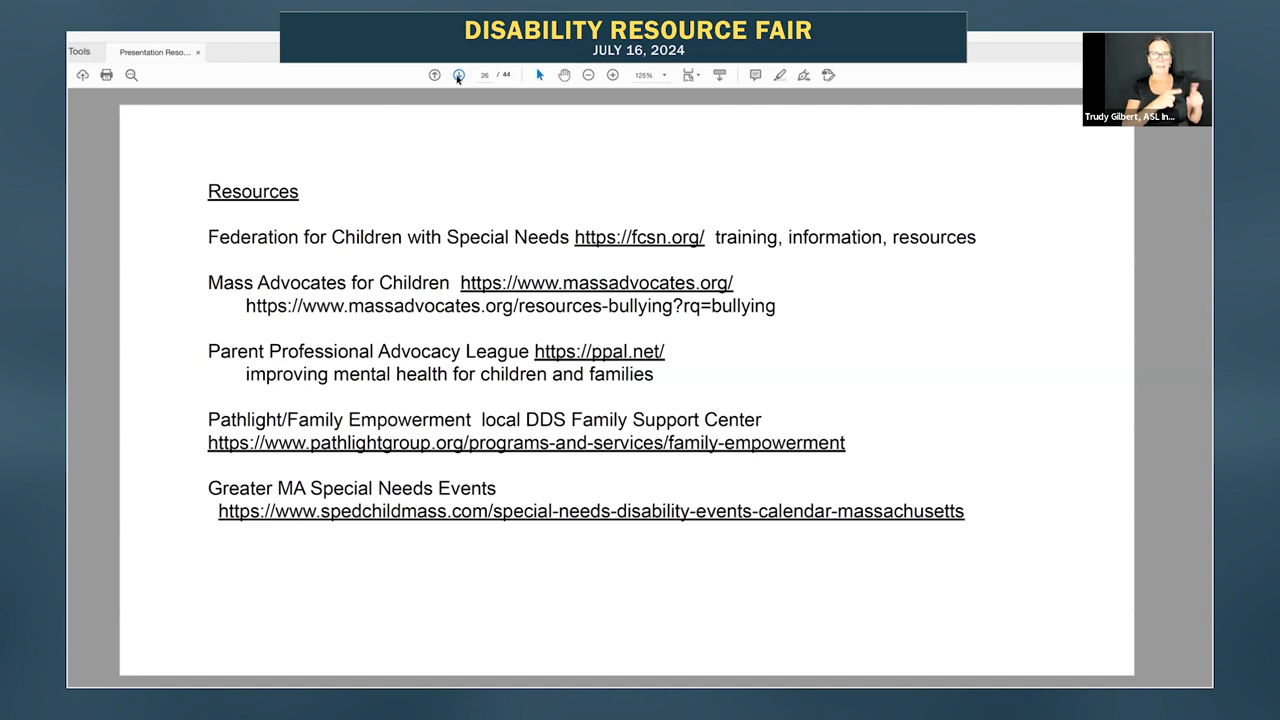 DISABILITY RESOURCE FAIR
JULY 16, 2024
Tools
Presentation Reso... ×
26 / 44
125%
Trudy Gilbert, ASL In...
Resources
Federation for Children with Special Needs https://fcsn.org/ training, information, resources
Mass Advocates for Children https://www.massadvocates.org/
https://www.massadvocates.org/resources-bullying?rq=bullying
Parent Professional Advocacy League https://ppal.net/
improving mental health for children and families
Pathlight/Family Empowerment local DDS Family Support Center
https://www.pathlightgroup.org/programs-and-services/family-empowerment
Greater MA Special Needs Events
https://www.spedchildmass.com/special-needs-disability-events-calendar-massachusetts